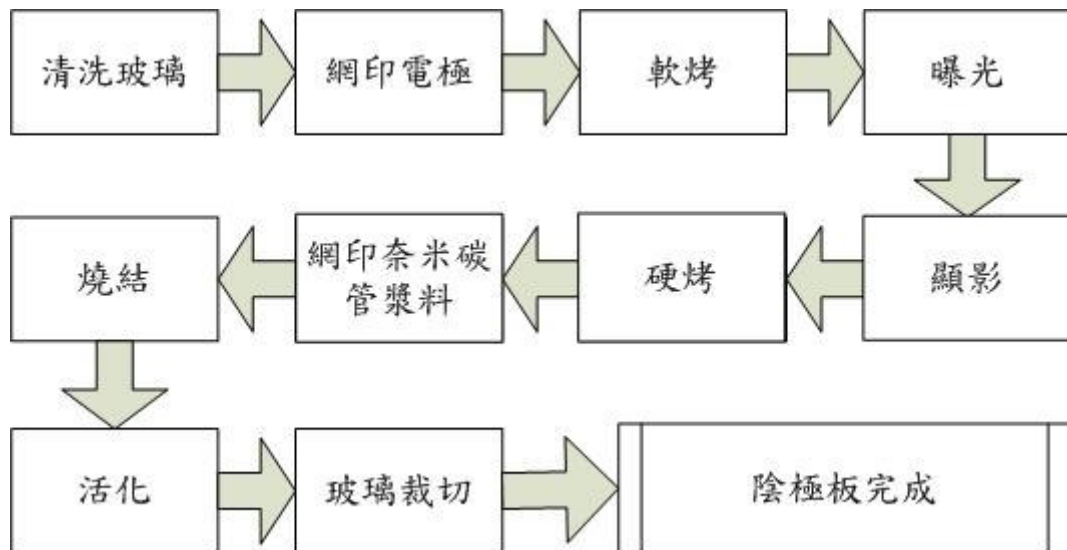 清洗玻璃
網印電極
軟烤
曝光
顯影
硬烤
網印奈米碳
管漿料
燒結
活化
玻璃裁切
陰極板完成